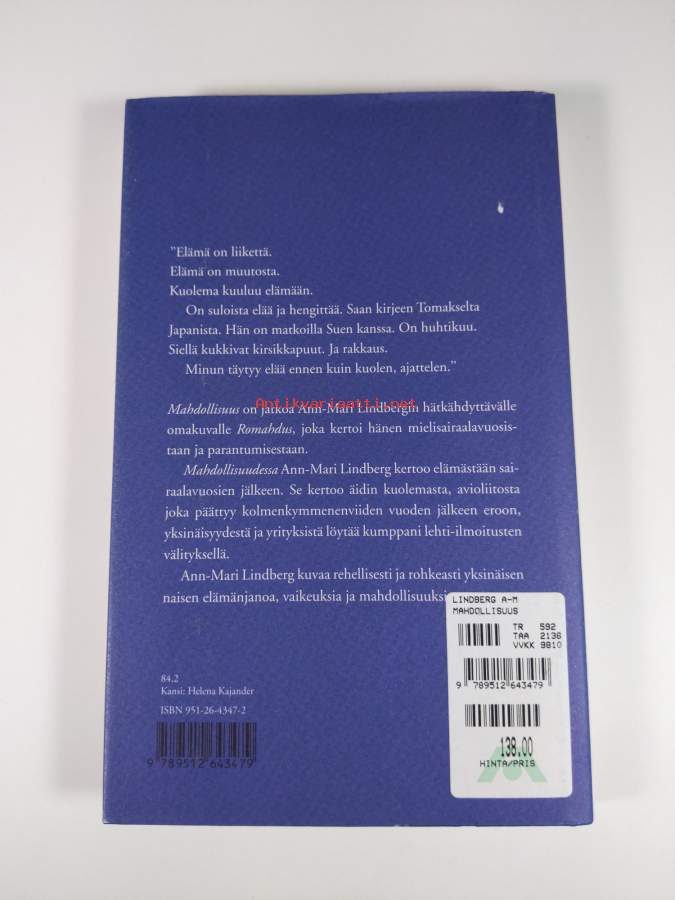 ”Elämä on liikettä.
Elämä on muutosta.
Kuolema kuuluu elämään.
On suloista elää ja hengittää. Saan kirjeen Tomakselta
Japanista. Hän on matkoilla Suen kanssa. On huhtikuu.
Siellä kukkivat kirsikkapuut. Ja rakkaus.
Minun täytyy elää ennen kuin kuolen, ajattelen.”
Antikvariaatti.net
Mahdollisuus on jatkoa Ann-Mari Lindbergin hätkähdyttävälle
omakuvalle Romahdus, joka kertoi hänen mielisairaalavuosis-
taan ja parantumisestaan.
Mahdollisuudessa Ann-Mari Lindberg kertoo elämästään sai-
raalavuosien jälkeen. Se kertoo äidin kuolemasta, avioliitosta
joka päättyy kolmenkymmenenviiden vuoden jälkeen eroon,
yksinäisyydestä ja yrityksistä löytää kumppani lehti-ilmoitusten
välityksellä.
Ann-Mari Lindberg kuvaa rehellisesti ja rohkeasti yksinäisen
naisen elämänjanoa, vaikeuksia ja mahdollisuuksi
LINDBERG A-M
MAHDOLLISUUS
TR 592
TAA 2136
VVKK 9810
9 789512 643479
138.00
HINTA/PRIS
84.2
Kansi: Helena Kajander
ISBN 951-26-4347-2
9 789512 643479